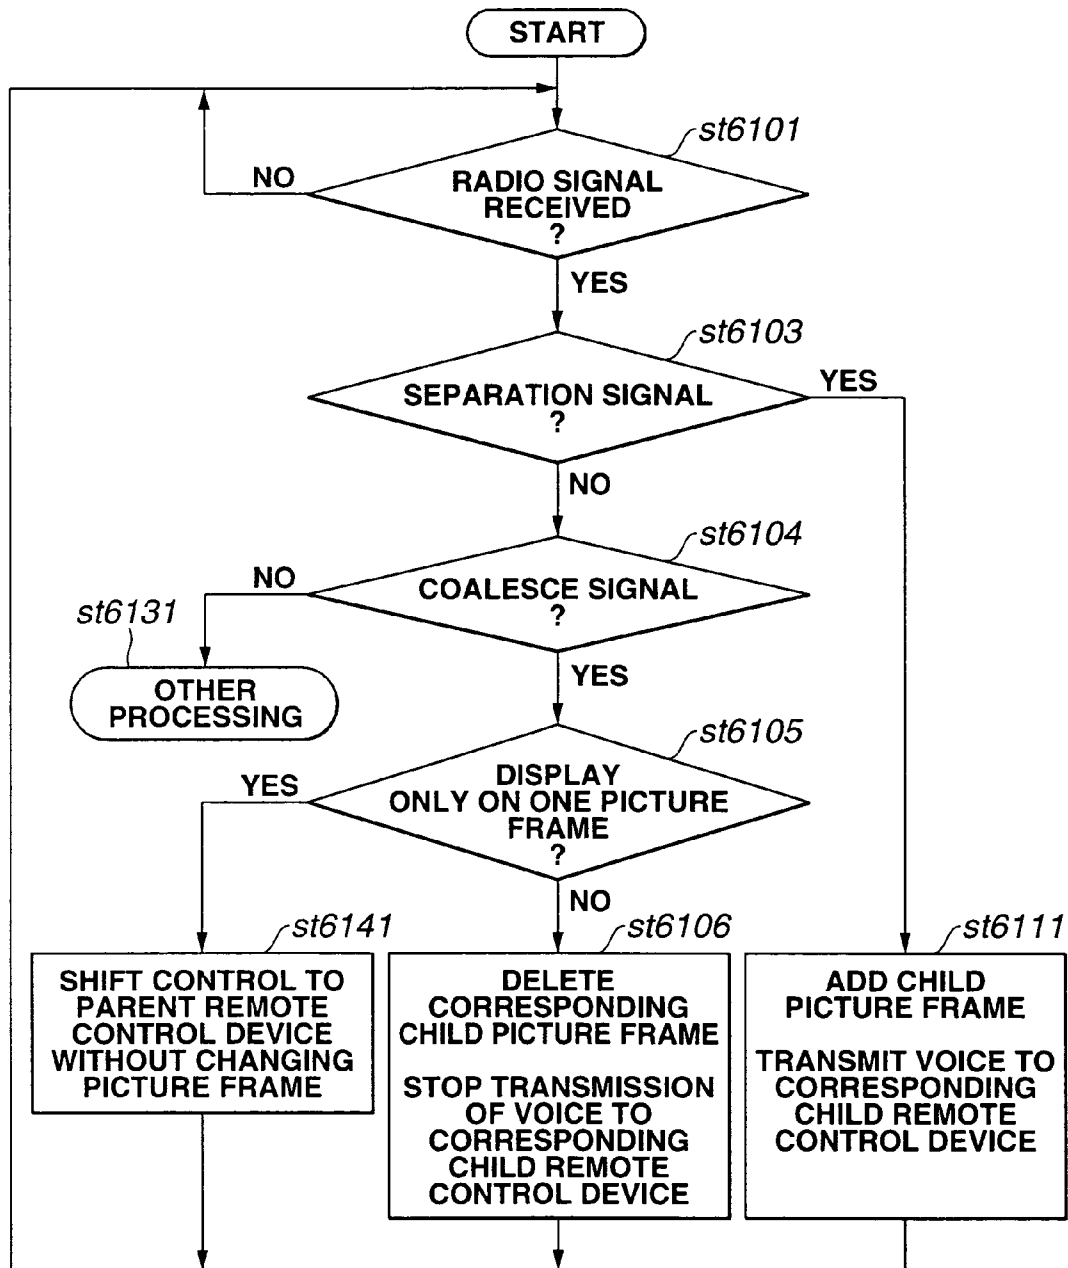 START
st6101
NO
RADIO SIGNAL
RECEIVED
?
YES
st6103
YES
SEPARATION SIGNAL
?
NO
st6104
NO
COALESCE SIGNAL
?
st6131
YES
OTHER
PROCESSING
st6105
YES
DISPLAY
ONLY ON ONE PICTURE
FRAME
?
NO
st6141
SHIFT CONTROL TO
PARENT REMOTE
CONTROL DEVICE
WITHOUT CHANGING
PICTURE FRAME
st6106
DELETE
CORRESPONDING
CHILD PICTURE FRAME
STOP TRANSMISSION
OF VOICE TO
CORRESPONDING
CHILD REMOTE
CONTROL DEVICE
st6111
ADD CHILD
PICTURE FRAME
TRANSMIT VOICE TO
CORRESPONDING
CHILD REMOTE
CONTROL DEVICE